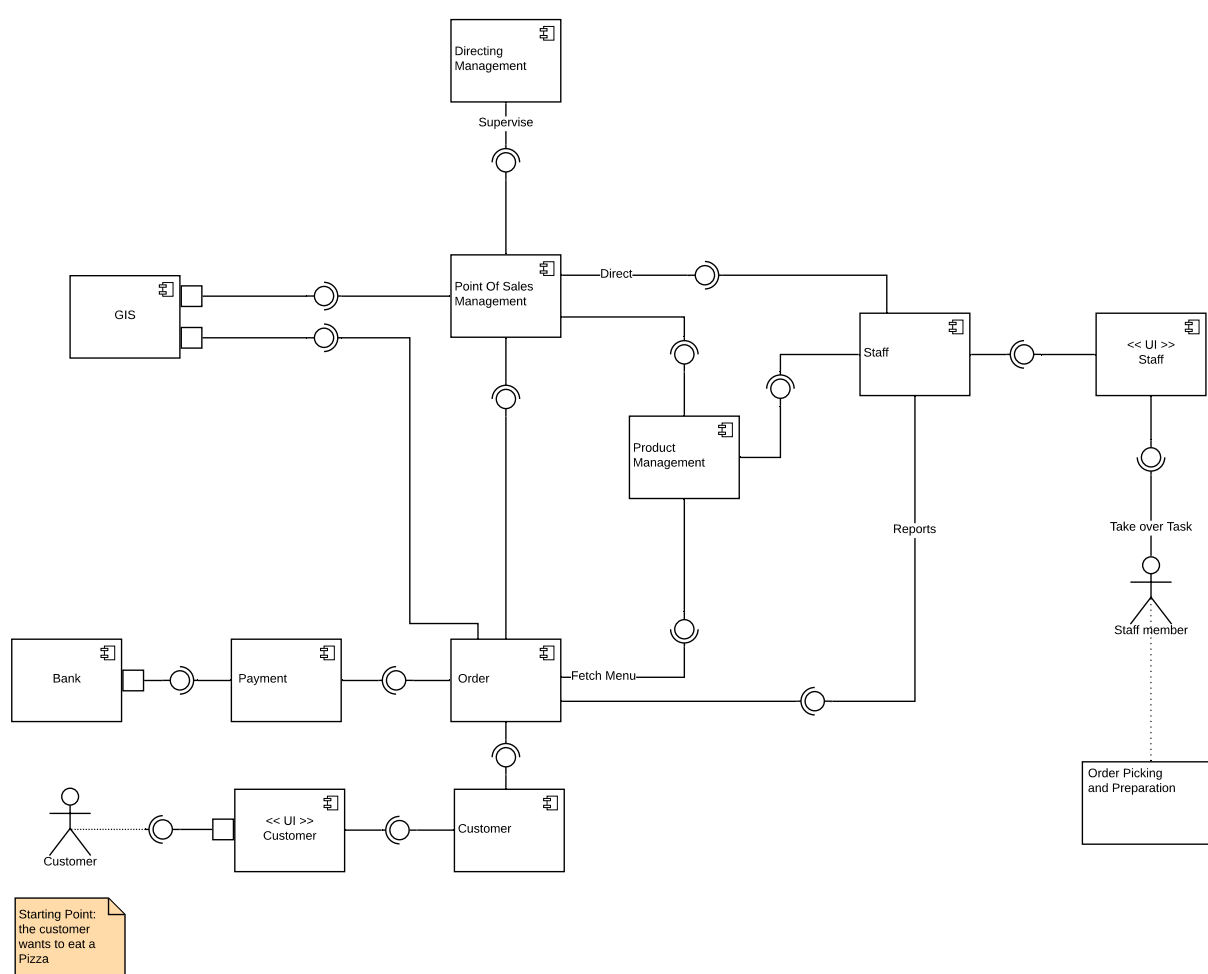 Directing
Management
Supervise
Point Of Sales
Management
Direct
GIS
<< UI >>
Staff
Staff
Product
Management
Reports
Take over Task
Staff member
Bank
Payment
Order
Fetch Menu
Order Picking
and Preparation
<< UI >>
Customer
Customer
Customer
Starting Point:
the customer
wants to eat a
Pizza